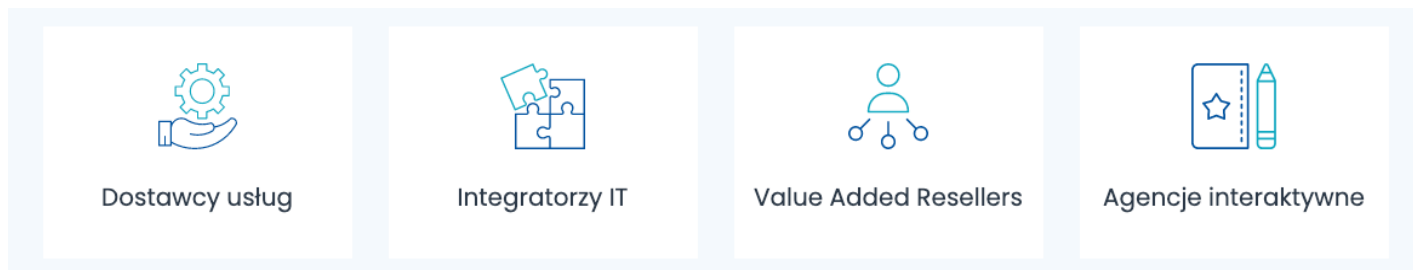 Dostawcy usług
Integratorzy IT
Value Added Resellers
Agencje interaktywne